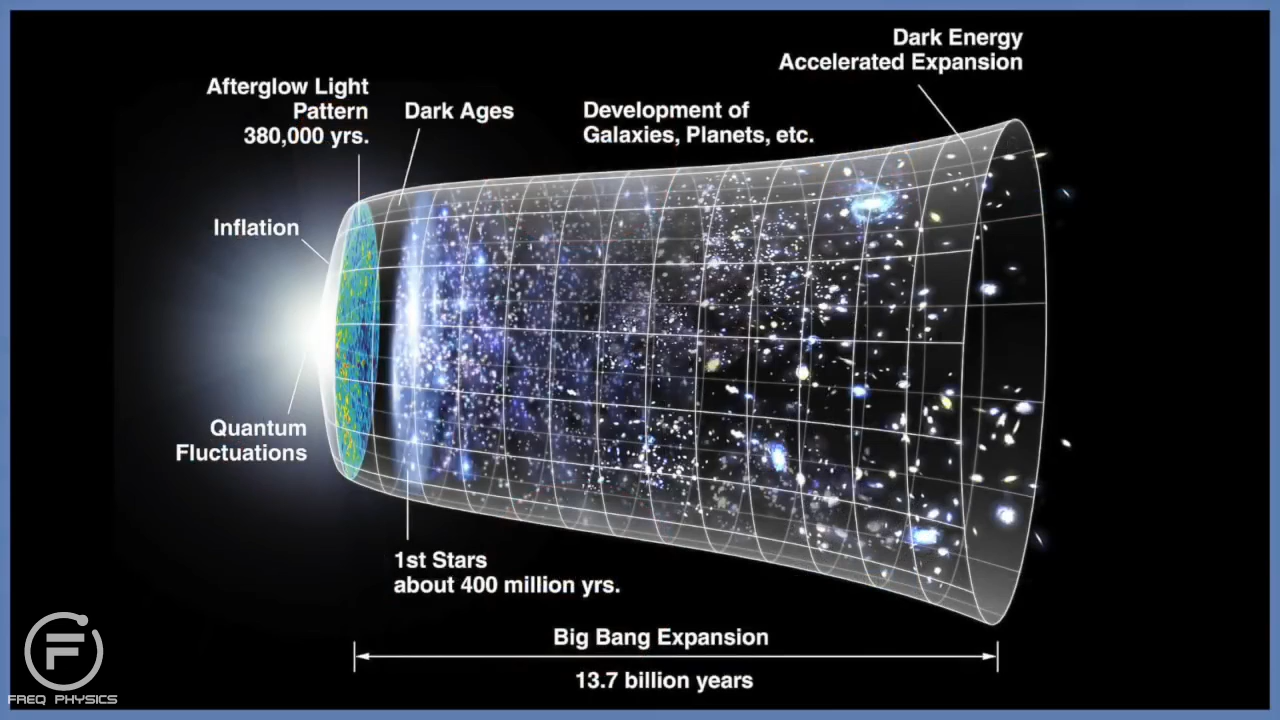 Dark Energy
Accelerated Expansion
Afterglow Light
Pattern
380,000 yrs.
Dark Ages
Development of
Galaxies, Planets, etc.
Inflation
Quantum
Fluctuations
1st Stars
about 400 million yrs.
Big Bang Expansion
13.7 billion years
FREQ PHYSICS